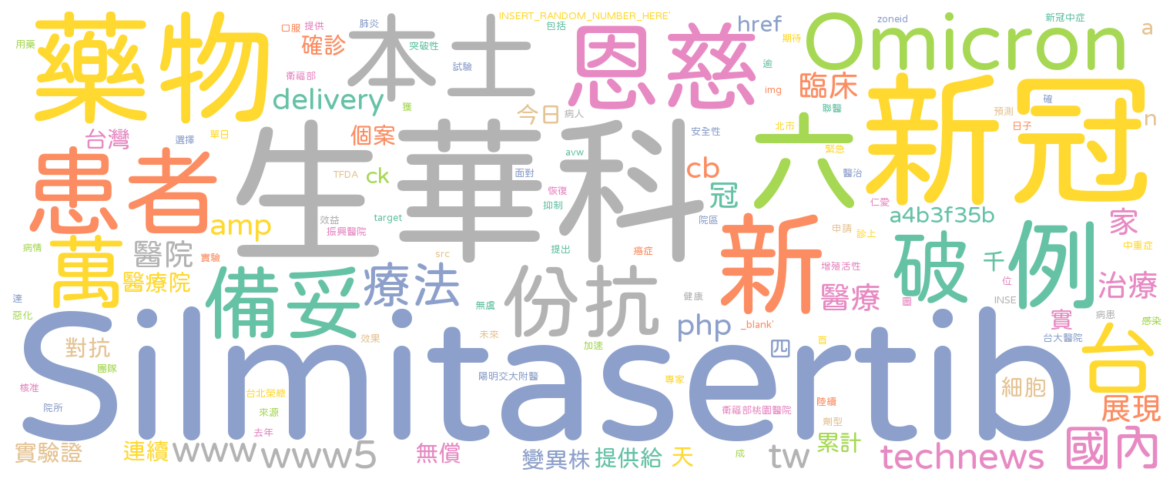 INSERT_RANDOM_NUMBER_HERE'
包括
href
zoneid
新冠中症
a
用藥
藥物
口服
提供
肺炎
確診
本土
突破性
試驗
恩慈
期待
逾
Omicron
衛福部
delivery
獲
今日
病人
img
臨床
聯醫
新冠
預測
確
日子
n
台灣
選擇
單日
個案
生華科
安全性
北市
緊急
六
患者
TFDA
ck
avw
面對
恢復
抑制
cb
冠
醫治
仁愛
amp
效益
振興醫院
target
院區
新
申請
診上
a4b3f35b
家
病情
萬
醫院
實驗
src
提出
癌症
破
例
千
增殖活性
位
中重症
醫療院
備妥
療法
無虞
份抗
健康
醫療
圖
INSE
治療
達
惡化
對抗
效果
未來
加速
php
_blank'
四
首
實
病患
感染
台大醫院
團隊
Silmitasertib
陽明交大附醫
專家
台
核准
院所
台北榮總
來源
去年
衛福部桃園醫院
陸續
劑型
細胞
展現
實驗證
連續
www
www5
無償
變異株
提供給
天
成
tw
累計
technews
國內